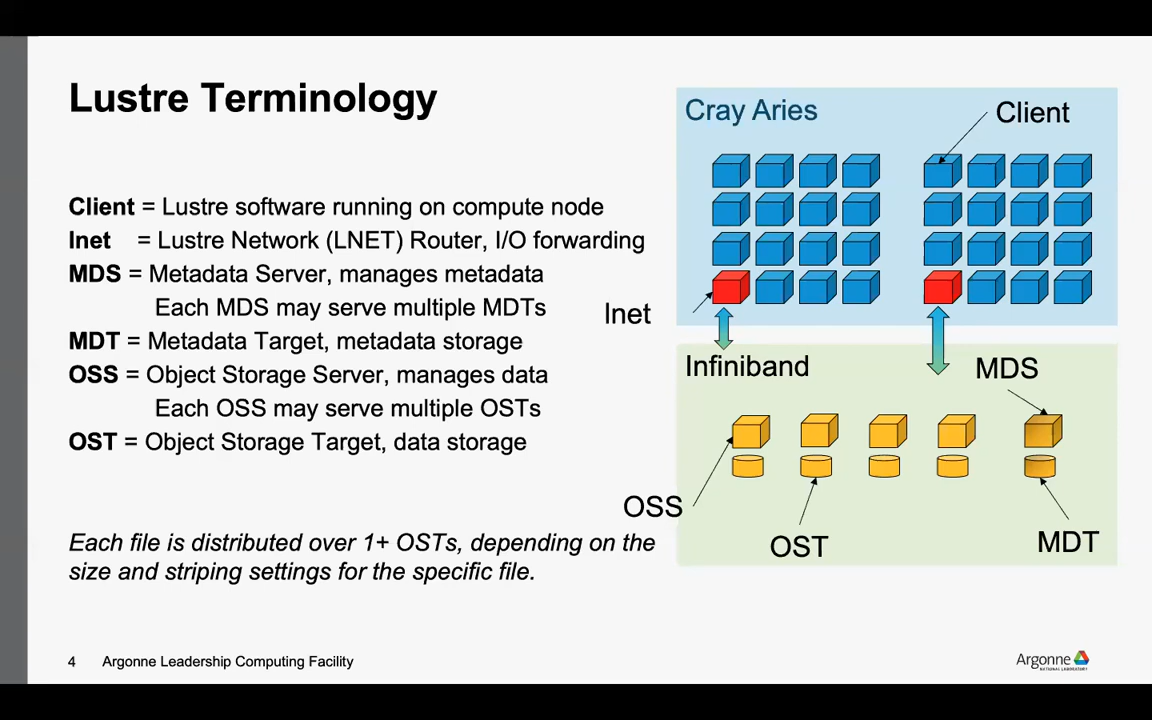 Lustre Terminology
Client = Lustre software running on compute node
lnet = Lustre Network (LNET) Router, I/O forwarding
MDS = Metadata Server, manages metadata
Each MDS may serve multiple MDTs
MDT = Metadata Target, metadata storage
OSS = Object Storage Server, manages data
Each OSS may serve multiple OSTs
OST = Object Storage Target, data storage
Each file is distributed over 1+ OSTs, depending on the
size and striping settings for the specific file.
Cray Aries
Client
lnet
Infiniband
MDS
OSS
OST
MDT
4 Argonne Leadership Computing Facility
Argonne
NATIONAL LABORATORY